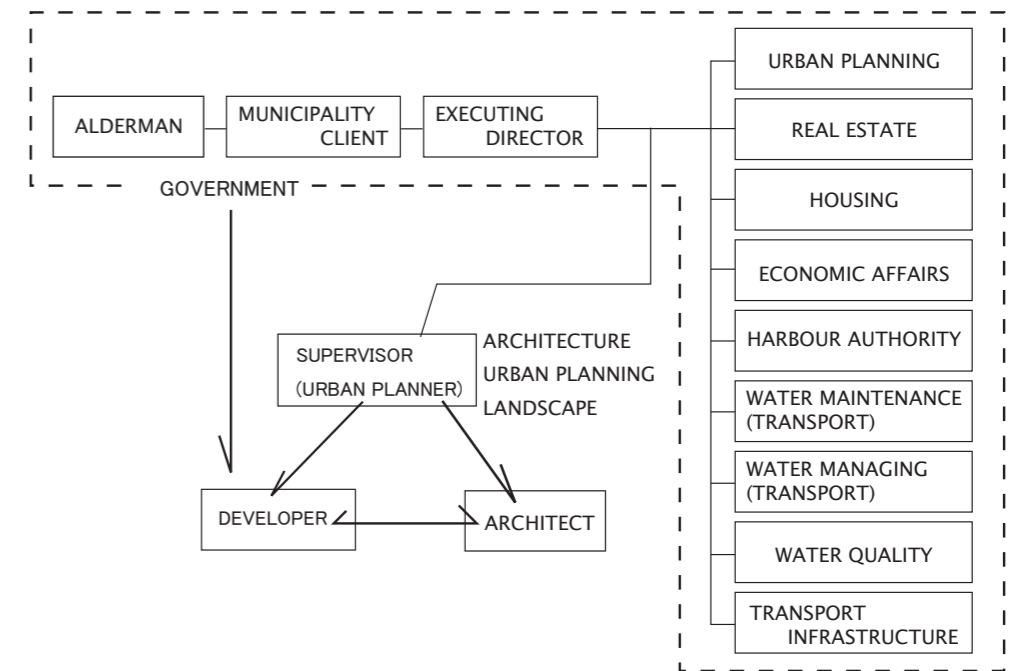 ALDERMAN
MUNICIPALITY
CLIENT
EXECUTING
DIRECTOR
GOVERNMENT
URBAN PLANNING
REAL ESTATE
HOUSING
ECONOMIC AFFAIRS
HARBOUR AUTHORITY
WATER MAINTENANCE
(TRANSPORT)
WATER MANAGING
(TRANSPORT)
WATER QUALITY
TRANSPORT
INFRASTRUCTURE
SUPERVISOR
(URBAN PLANNER)
ARCHITECTURE
URBAN PLANNING
LANDSCAPE
DEVELOPER
ARCHITECT